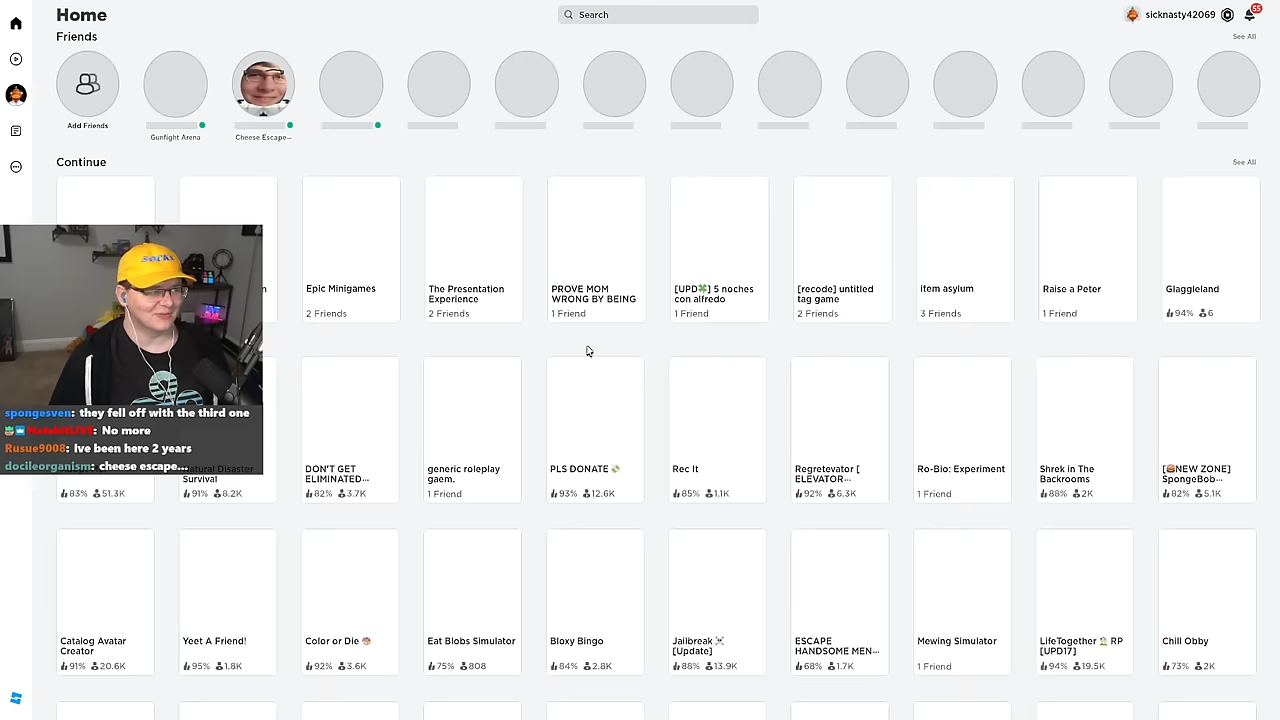 Home
Search
sicknasty42069
55
Friends
See All
Add Friends
Gunfight Arena
Cheese Escape...
Continue
See All
Epic Minigames
2 Friends
The Presentation
Experience
2 Friends
PROVE MOM
WRONG BY BEING
1 Friend
[UPD🍀] 5 noches
con alfredo
1 Friend
[recode] untitled
tag game
2 Friends
item asylum
3 Friends
Raise a Peter
1 Friend
Glaggleland
94% 6
spongesven: they fell off with the third one
No more
Rusue9008: Ive been here 2 years
docileorganism: cheese escape...
83% 51.3K
Natural Disaster
Survival
91% 8.2K
DON'T GET
ELIMINATED...
82% 3.7K
generic roleplay
gaem.
1 Friend
PLS DONATE 💸
93% 12.6K
Rec It
85% 1.1K
Regretevator [
ELEVATOR...
92% 6.3K
Ro-Bio: Experiment
1 Friend
Shrek in The
Backrooms
88% 2K
[🍔NEW ZONE]
SpongeBob...
82% 5.1K
Catalog Avatar
Creator
91% 20.6K
Yeet A Friend!
95% 1.8K
Color or Die 🎨
92% 3.6K
Eat Blobs Simulator
75% 808
Bloxy Bingo
84% 2.8K
Jailbreak ☠️
[Update]
88% 13.9K
ESCAPE
HANDSOME MEN...
68% 1.7K
Mewing Simulator
1 Friend
LifeTogether 🏠 RP
[UPD17]
94% 19.5K
Chill Obby
73% 2K